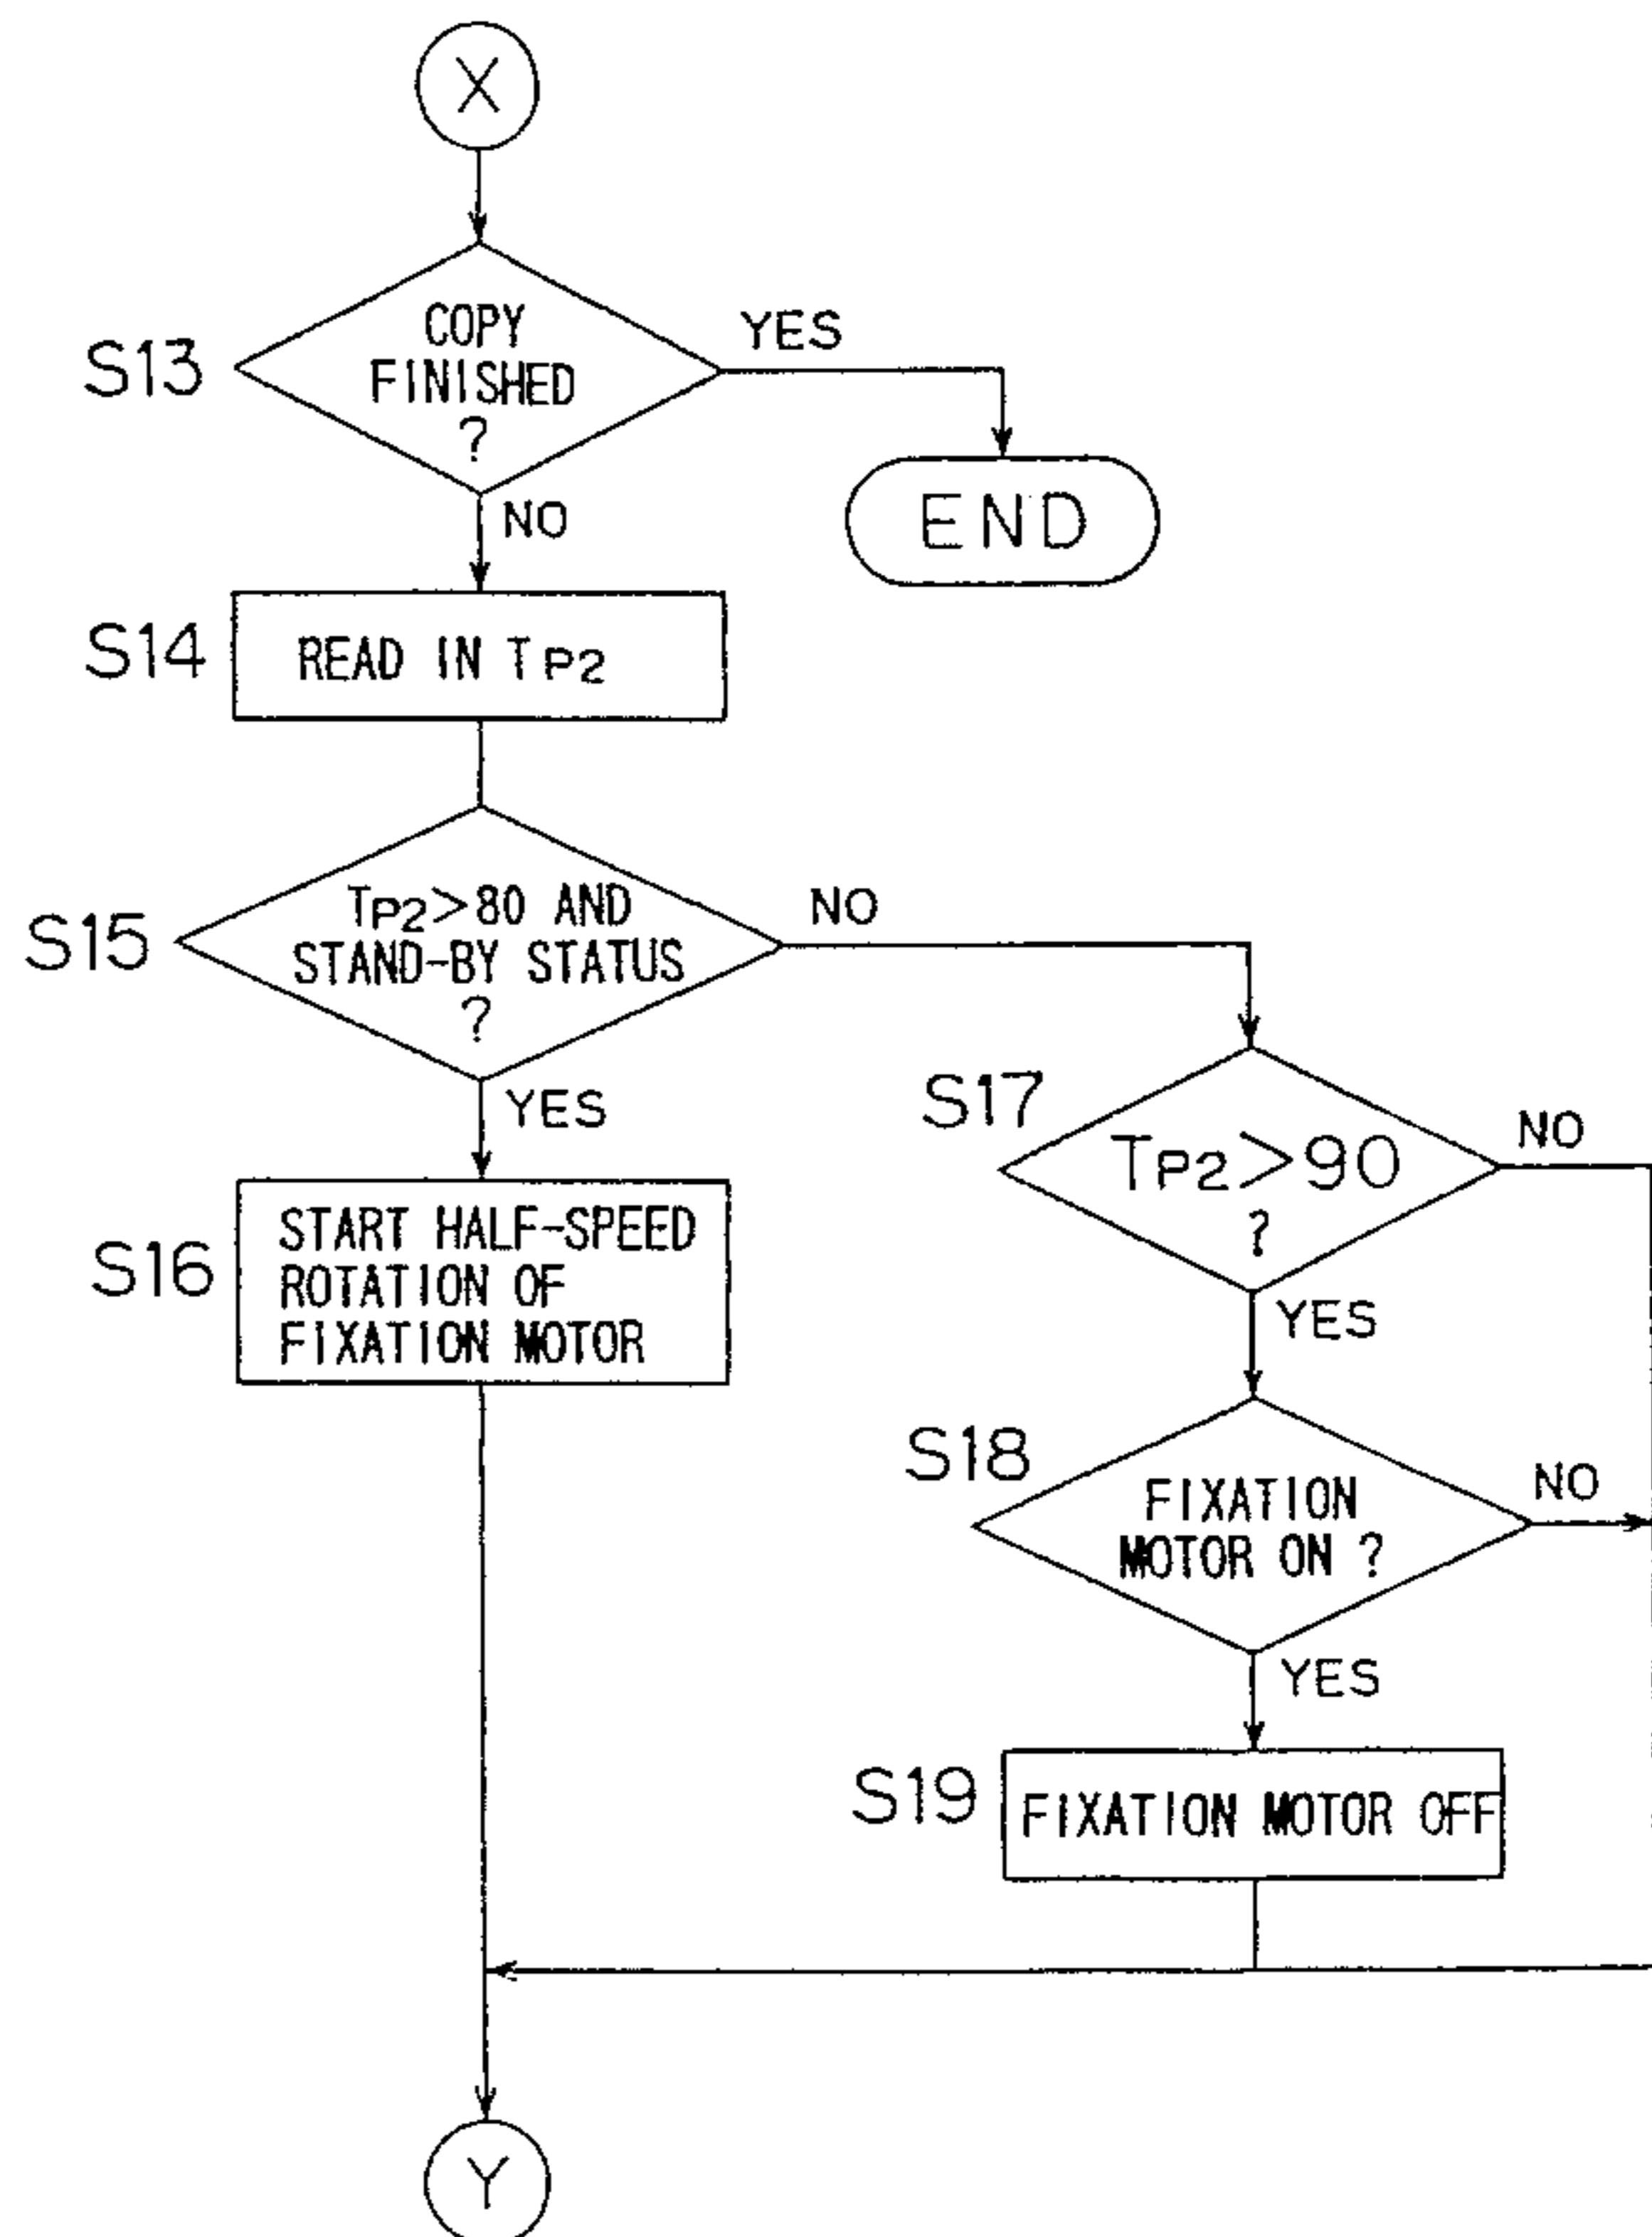 X
S13
COPY
FINISHED
?
YES
END
NO
S14
READ IN TP2
S15
TP2>80 AND
STAND-BY STATUS
?
NO
YES
S16
START HALF-SPEED
ROTATION OF
FIXATION MOTOR
S17
TP2>90
?
NO
YES
S18
FIXATION
MOTOR ON ?
NO
YES
S19
FIXATION MOTOR OFF
Y